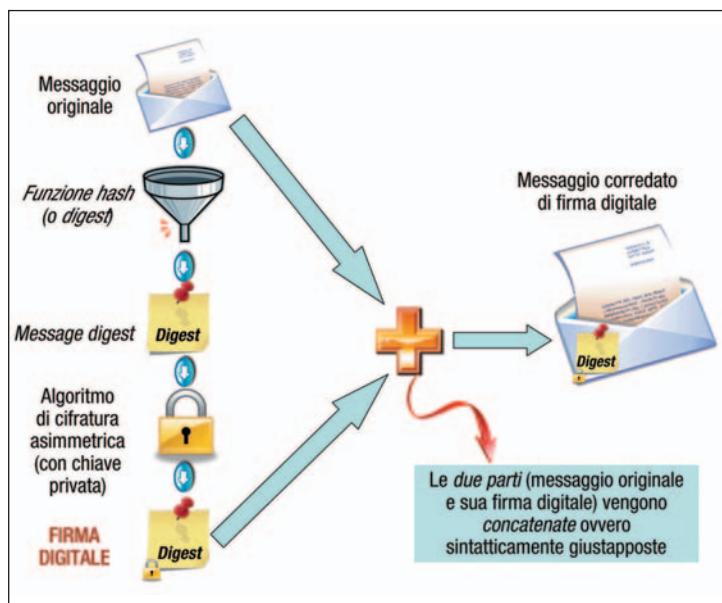 Messaggio
originale
Funzione hash
(o digest)
Message digest
Digest
Algoritmo
di cifratura
asimmetrica
(con chiave
privata)
FIRMA
DIGITALE
Digest
Messaggio corredato
di firma digitale
Digest
Le due parti (messaggio originale
e sua firma digitale) vengono
concatenate ovvero
sintatticamente giustapposte